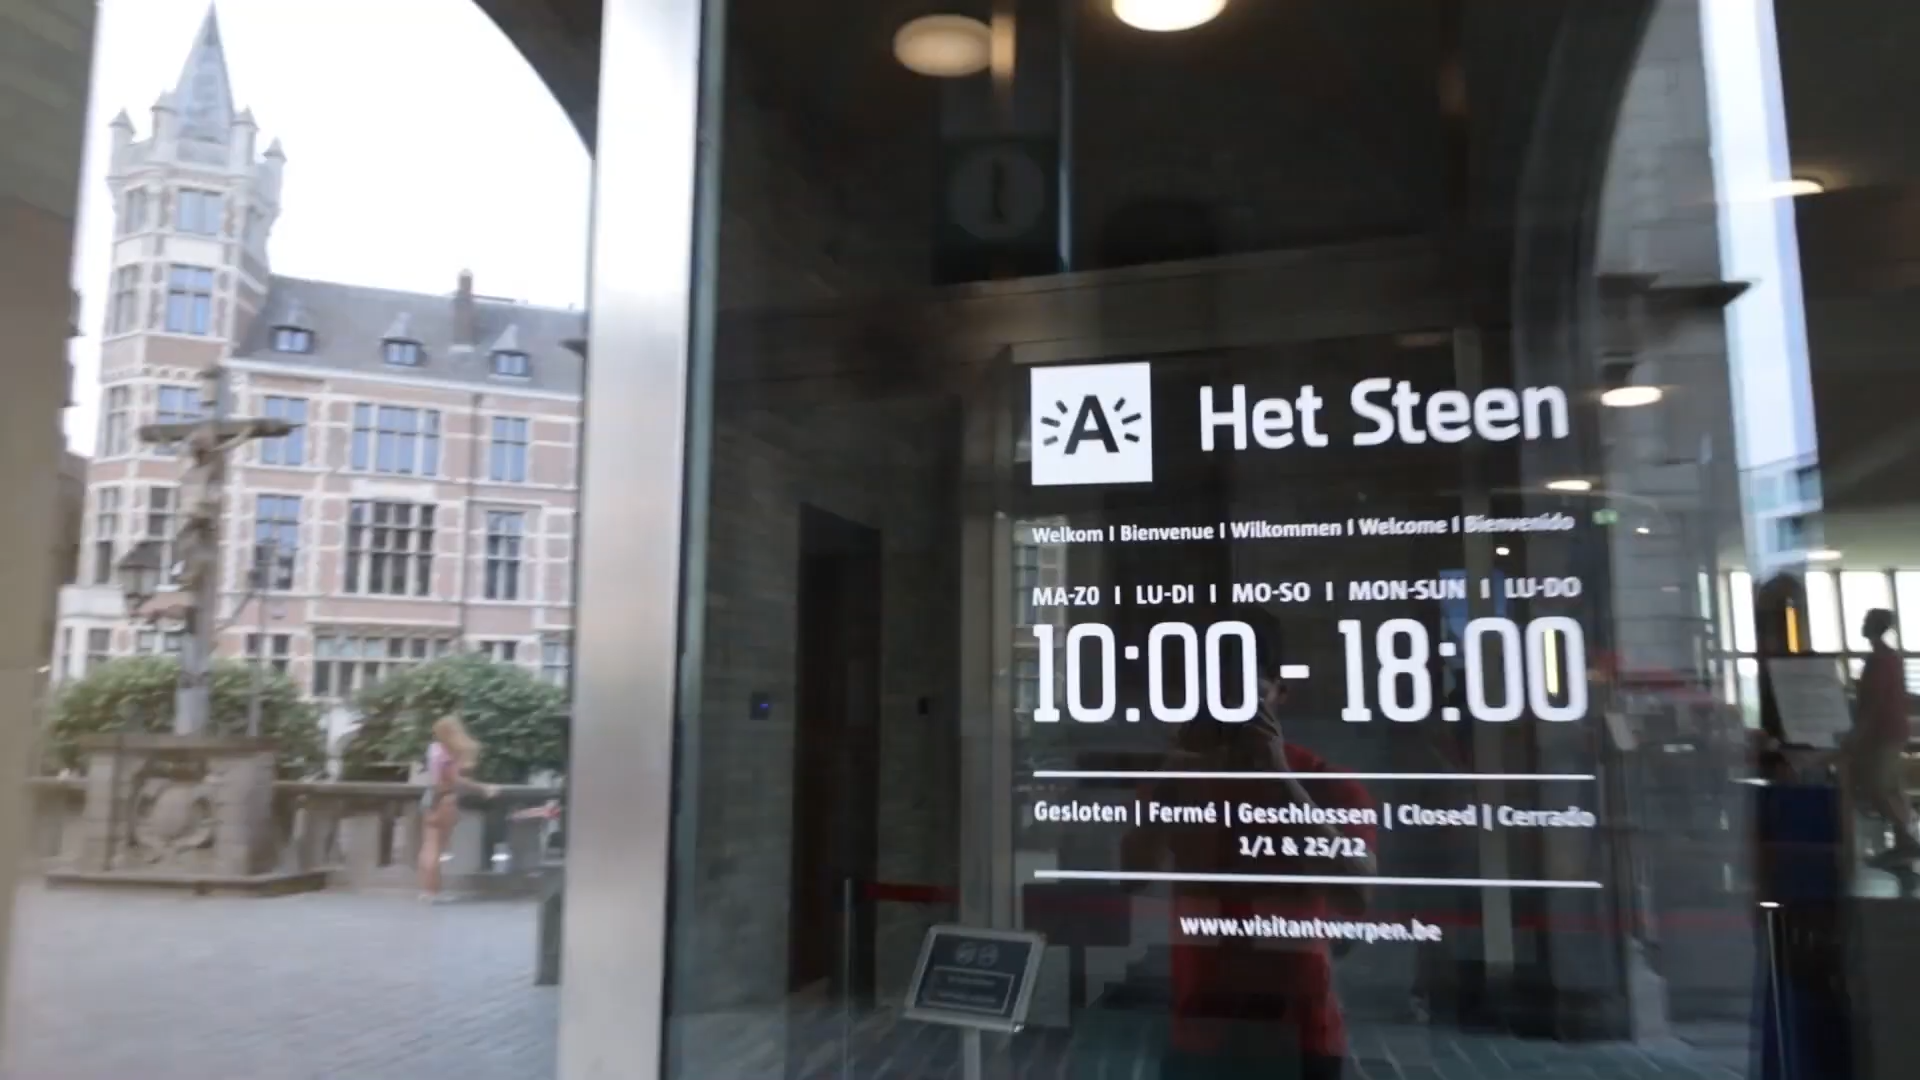 A Het Steen
Welkom | Bienvenue | Wilkommen | Welcome | Bienvenido
MA-ZO | LU-DI | MO-SO | MON-SUN | LU-DO
10:00 - 18:00
Gesloten | Fermé | Geschlossen | Closed | Cerrado
1/1 & 25/12
www.visitantwerpen.be